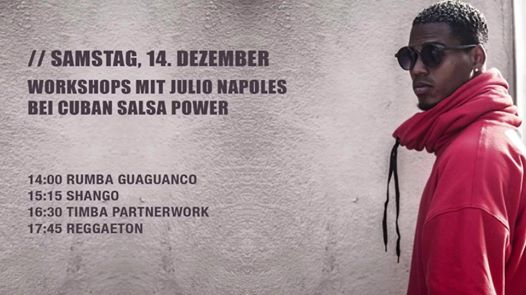 // SAMSTAG, 14. DEZEMBER
WORKSHOPS MIT JULIO NAPOLES
BEI CUBAN SALSA POWER
14:00 RUMBA GUAGUANCO
15:15 SHANGO
16:30 TIMBA PARTNERWORK
17:45 REGGAETON